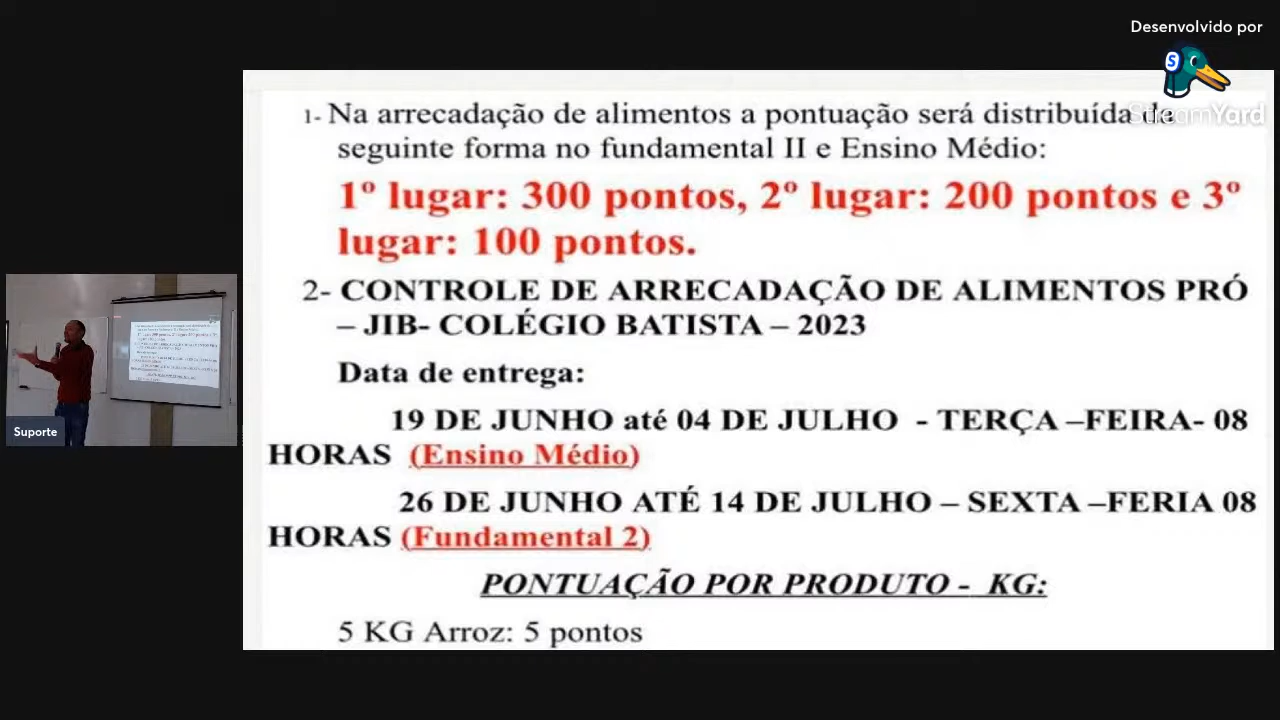 Desenvolvido por
StreamYard
1- Na arrecadação de alimentos a pontuação será distribuída de
seguinte forma no fundamental II e Ensino Médio:
1º lugar: 300 pontos, 2º lugar: 200 pontos e 3º
lugar: 100 pontos.
2- CONTROLE DE ARRECADAÇÃO DE ALIMENTOS PRÓ
– JIB- COLÉGIO BATISTA – 2023
Data de entrega:
19 DE JUNHO até 04 DE JULHO - TERÇA –FEIRA- 08
HORAS (Ensino Médio)
26 DE JUNHO ATÉ 14 DE JULHO – SEXTA –FERIA 08
HORAS (Fundamental 2)
PONTUAÇÃO POR PRODUTO - KG:
5 KG Arroz: 5 pontos
Suporte